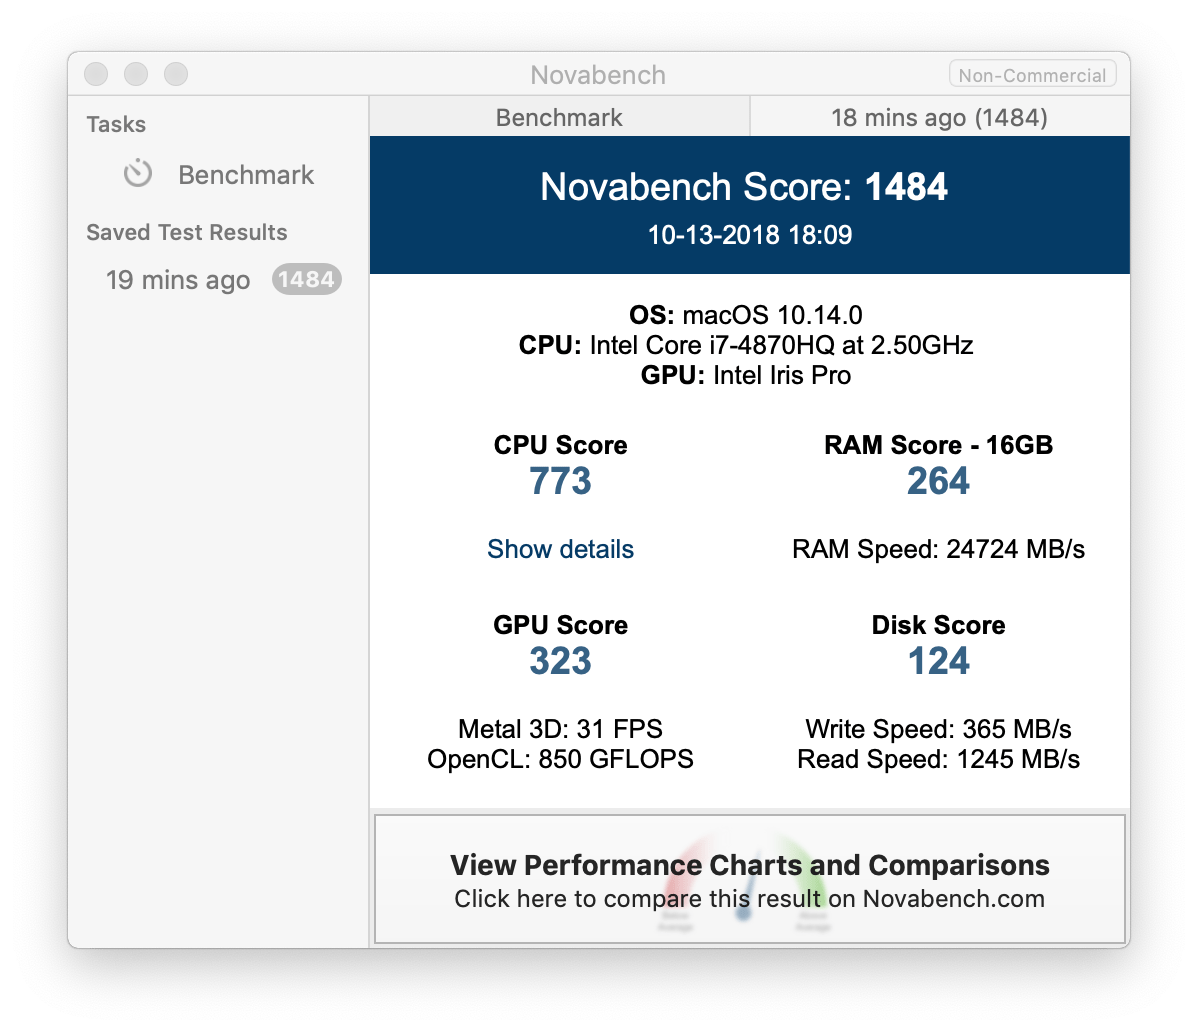 Novabench
Non-Commercial
Tasks
Benchmark
Saved Test Results
19 mins ago 1484
Benchmark
18 mins ago (1484)
Novabench Score: 1484
10-13-2018 18:09
OS: macOS 10.14.0
CPU: Intel Core i7-4870HQ at 2.50GHz
GPU: Intel Iris Pro
CPU Score
773
Show details
RAM Score - 16GB
264
RAM Speed: 24724 MB/s
GPU Score
323
Metal 3D: 31 FPS
OpenCL: 850 GFLOPS
Disk Score
124
Write Speed: 365 MB/s
Read Speed: 1245 MB/s
View Performance Charts and Comparisons
Click here to compare this result on Novabench.com